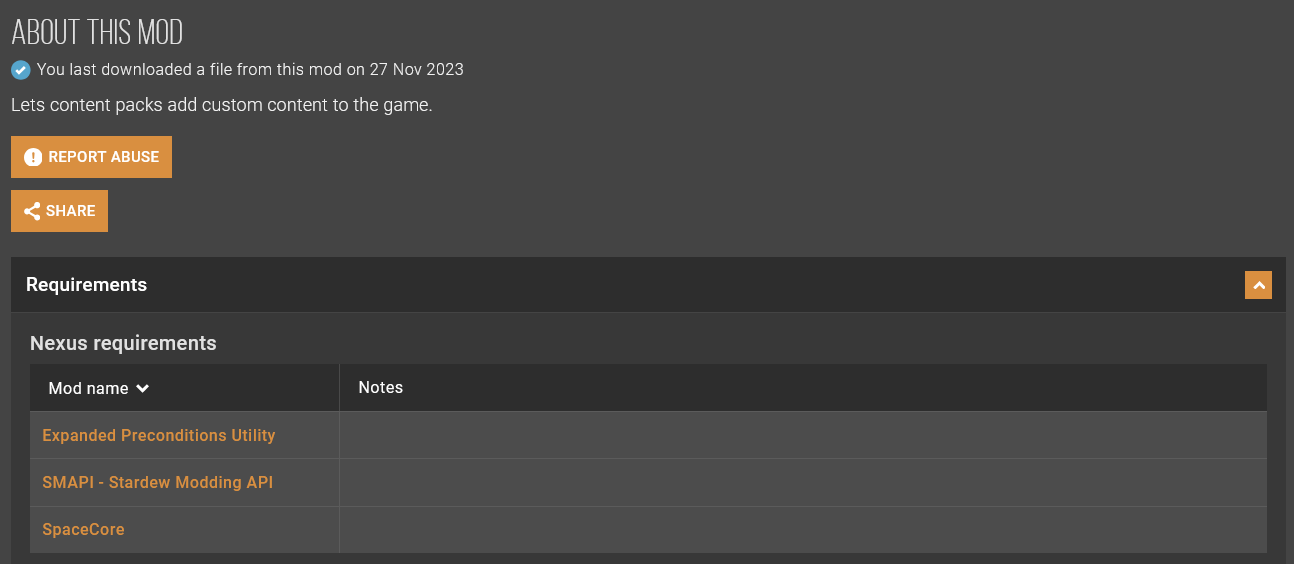 ABOUT THIS MOD
You last downloaded a file from this mod on 27 Nov 2023
Lets content packs add custom content to the game.
REPORT ABUSE
SHARE
Requirements
Nexus requirements
Mod name Notes
Expanded Preconditions Utility
SMAPI - Stardew Modding API
SpaceCore